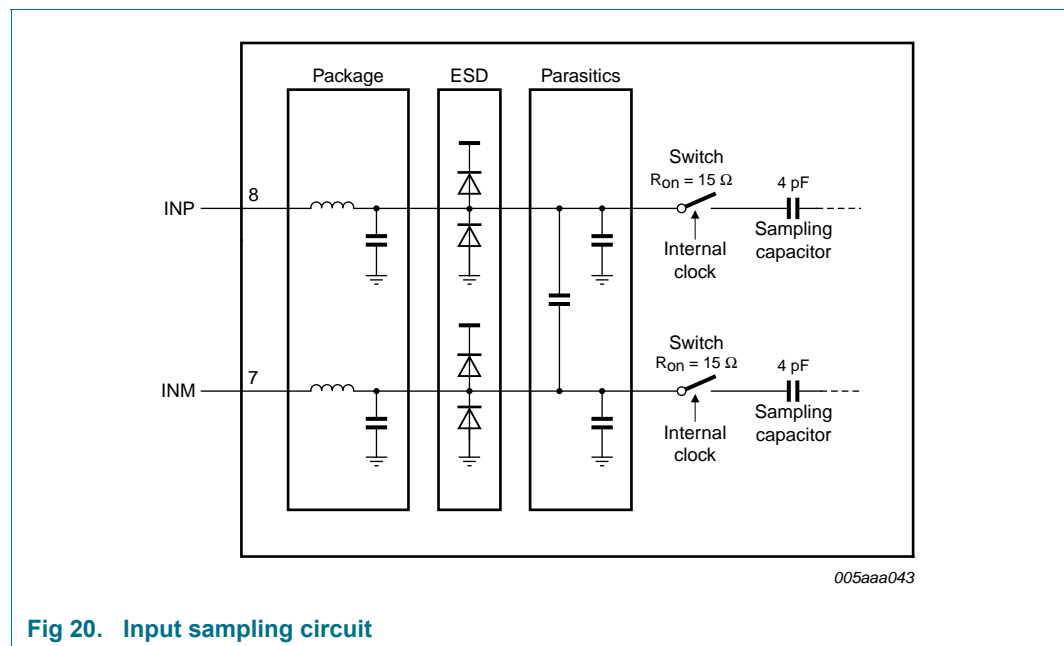 Package
ESD
Parasitics
Switch
Ron = 15 Ω
4 pF
INP
8
Internal
clock
Sampling
capacitor
Switch
Ron = 15 Ω
4 pF
INM
7
Internal
clock
Sampling
capacitor
005aaa043
Fig 20. Input sampling circuit